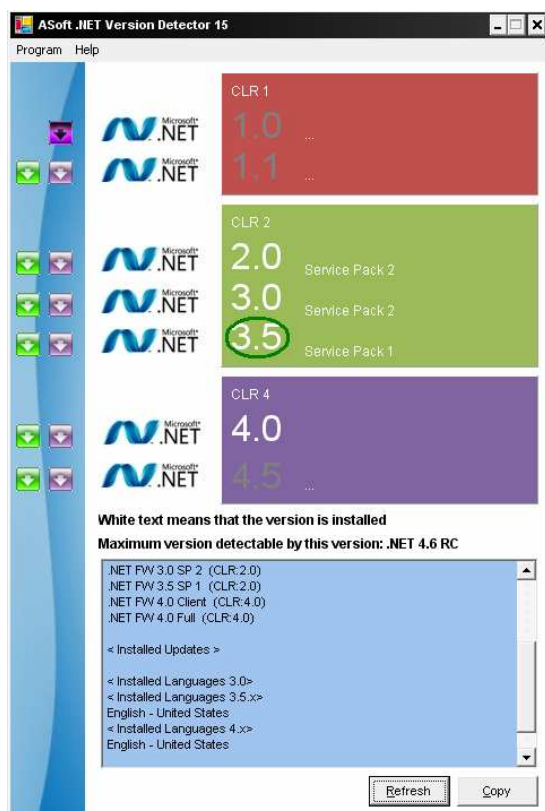 ASoft .NET Version Detector 15
Program Help
CLR 1
Microsoft® .NET 1.0 ...
Microsoft® .NET 1.1 ...
CLR 2
Microsoft® .NET 2.0 Service Pack 2
Microsoft® .NET 3.0 Service Pack 2
Microsoft® .NET 3.5 Service Pack 1
CLR 4
Microsoft® .NET 4.0
Microsoft® .NET 4.5 ...
White text means that the version is installed
Maximum version detectable by this version: .NET 4.6 RC
.NET FW 3.0 SP 2 (CLR:2.0)
.NET FW 3.5 SP 1 (CLR:2.0)
.NET FW 4.0 Client (CLR:4.0)
.NET FW 4.0 Full (CLR:4.0)
< Installed Updates >
< Installed Languages 3.0>
< Installed Languages 3.5.x>
English - United States
< Installed Languages 4.x>
English - United States
Refresh Copy